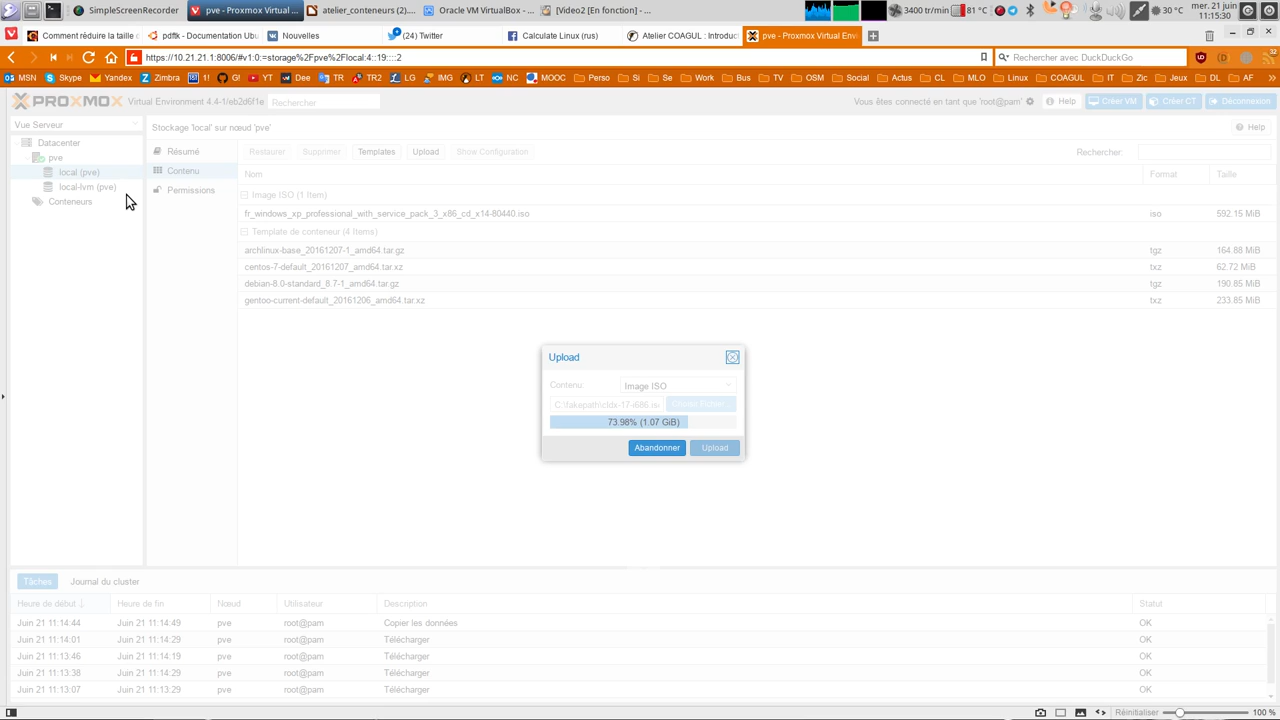 SimpleScreenRecorder
pve - Proxmox Virtual ...
atelier_conteneurs (2)....
Oracle VM VirtualBox - ...
[Video2 [En fonction] - ...
3400 tr/min
81 °C
30 °C
mer. 21 juin
11:15:30
Comment réduire la taille d
pdftk – Documentation Ubu
Nouvelles
(24) Twitter
Calculate Linux (rus)
Atelier COAGUL : Introduct
pve - Proxmox Virtual Envi
https://10.21.21.1:8006/#v1:0:=storage%2Fpve%2Flocal:4::19::::2
Rechercher avec DuckDuckGo
MSN
Skype
Yandex
Zimbra
1!
G!
YT
Dee
TR
TR2
LG
IMG
LT
NC
MOOC
Perso
Si
Se
Work
Bus
TV
OSM
Social
Actus
CL
MLO
Linux
COAGUL
IT
Zic
Jeux
DL
AF
PROXMOX
Virtual Environment 4.4-1/eb2d6f1e
Rechercher
Vous êtes connecté en tant que 'root@pam'
Help
Créer VM
Créer CT
Déconnexion
Vue Serveur
Stockage 'local' sur nœud 'pve'
Help
Datacenter
pve
local (pve)
local-lvm (pve)
Conteneurs
Résumé
Contenu
Permissions
Restaurer
Supprimer
Templates
Upload
Show Configuration
Rechercher:
Nom
Format
Taille
Image ISO (1 Item)
fr_windows_xp_professional_with_service_pack_3_x86_cd_x14-80440.iso
iso
592.15 MiB
Template de conteneur (4 Items)
archlinux-base_20161207-1_amd64.tar.gz
tgz
164.88 MiB
centos-7-default_20161207_amd64.tar.xz
txz
62.72 MiB
debian-8.0-standard_8.7-1_amd64.tar.gz
tgz
190.85 MiB
gentoo-current-default_20161206_amd64.tar.xz
txz
233.85 MiB
Upload
Contenu:
Image ISO
C:\fakepath\cldx-17-i686.iso
73.98% (1.07 GiB)
Abandonner
Upload
Tâches
Journal du cluster
Heure de début
Heure de fin
Nœud
Utilisateur
Description
Statut
Juin 21 11:14:44
Juin 21 11:14:49
pve
root@pam
Copier les données
OK
Juin 21 11:14:01
Juin 21 11:14:29
pve
root@pam
Télécharger
OK
Juin 21 11:13:46
Juin 21 11:14:19
pve
root@pam
Télécharger
OK
Juin 21 11:13:38
Juin 21 11:14:29
pve
root@pam
Télécharger
OK
Juin 21 11:13:07
Juin 21 11:13:29
pve
root@pam
Télécharger
OK
Réinitialiser
100 %